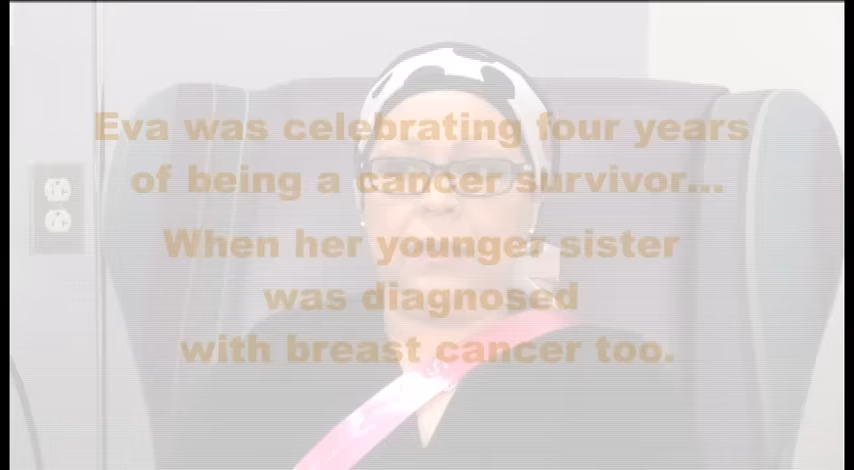 Eva was celebrating four years
of being a cancer survivor...
When her younger sister
was diagnosed
with breast cancer too.